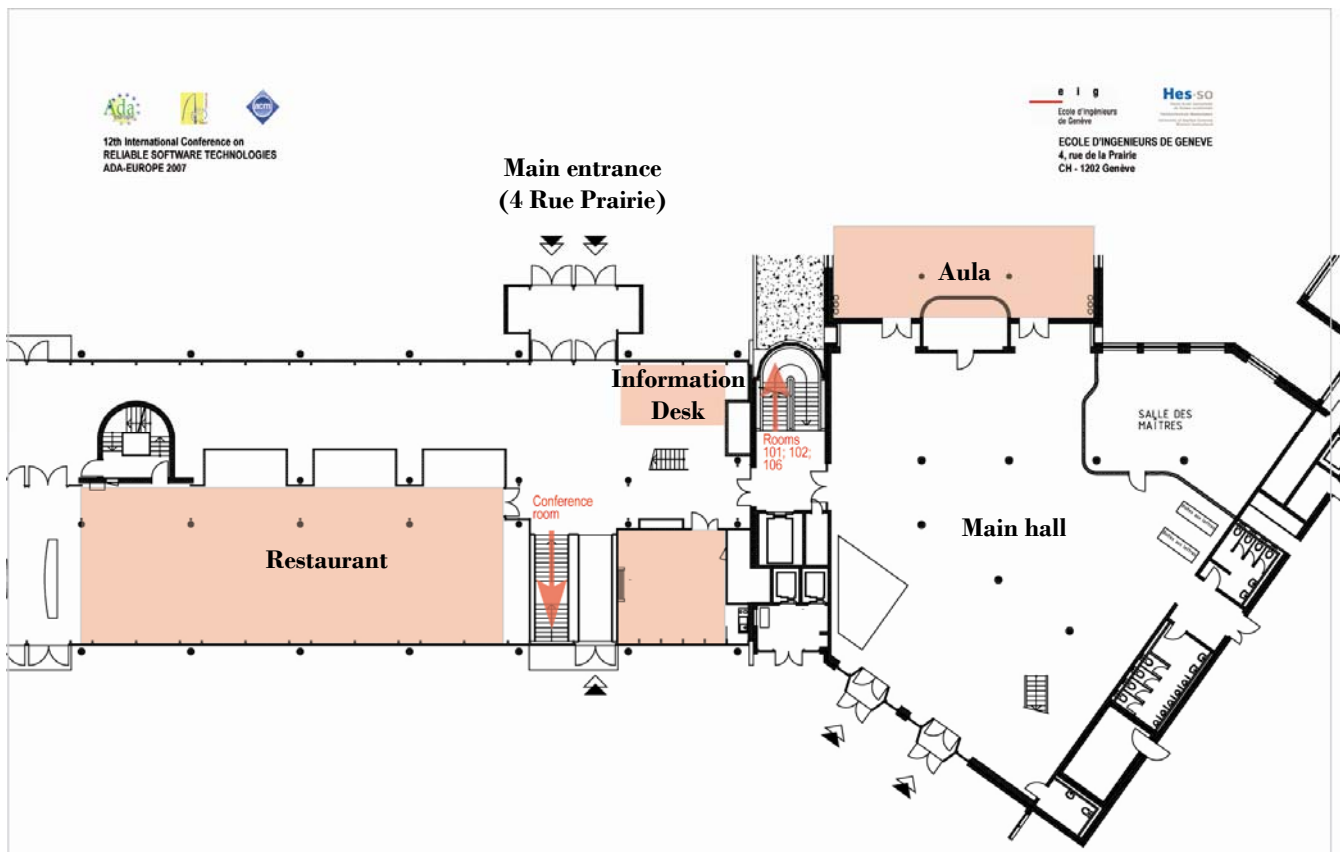 Ada
acm
12th International Conference on
RELIABLE SOFTWARE TECHNOLOGIES
ADA-EUROPE 2007
e i g
Ecole d'ingénieurs
de Genève
Hes·so
ECOLE D'INGENIEURS DE GENEVE
4, rue de la Prairie
CH - 1202 Genève
Main entrance
(4 Rue Prairie)
Aula
Information
Desk
Rooms
101; 102;
106
SALLE DES
MAÎTRES
Conference
room
Restaurant
Main hall